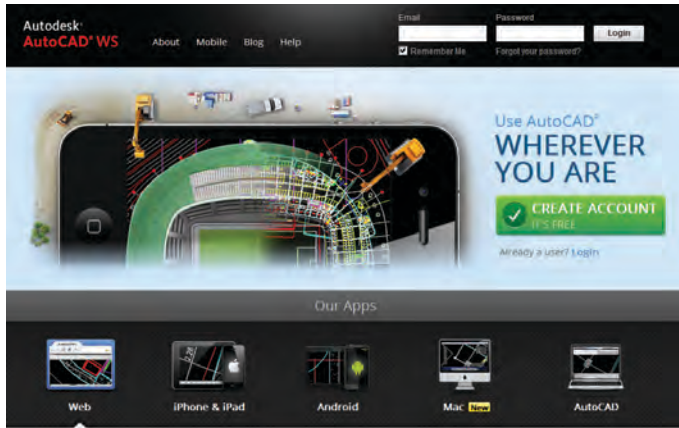 Autodesk®
AutoCAD® WS
About Mobile Blog Help
Email Password
Login
Remember Me Forgot your password?
Use AutoCAD®
WHEREVER
YOU ARE
CREATE ACCOUNT
IT'S FREE
Already a user? Login
Our Apps
Web iPhone & iPad Android Mac New AutoCAD